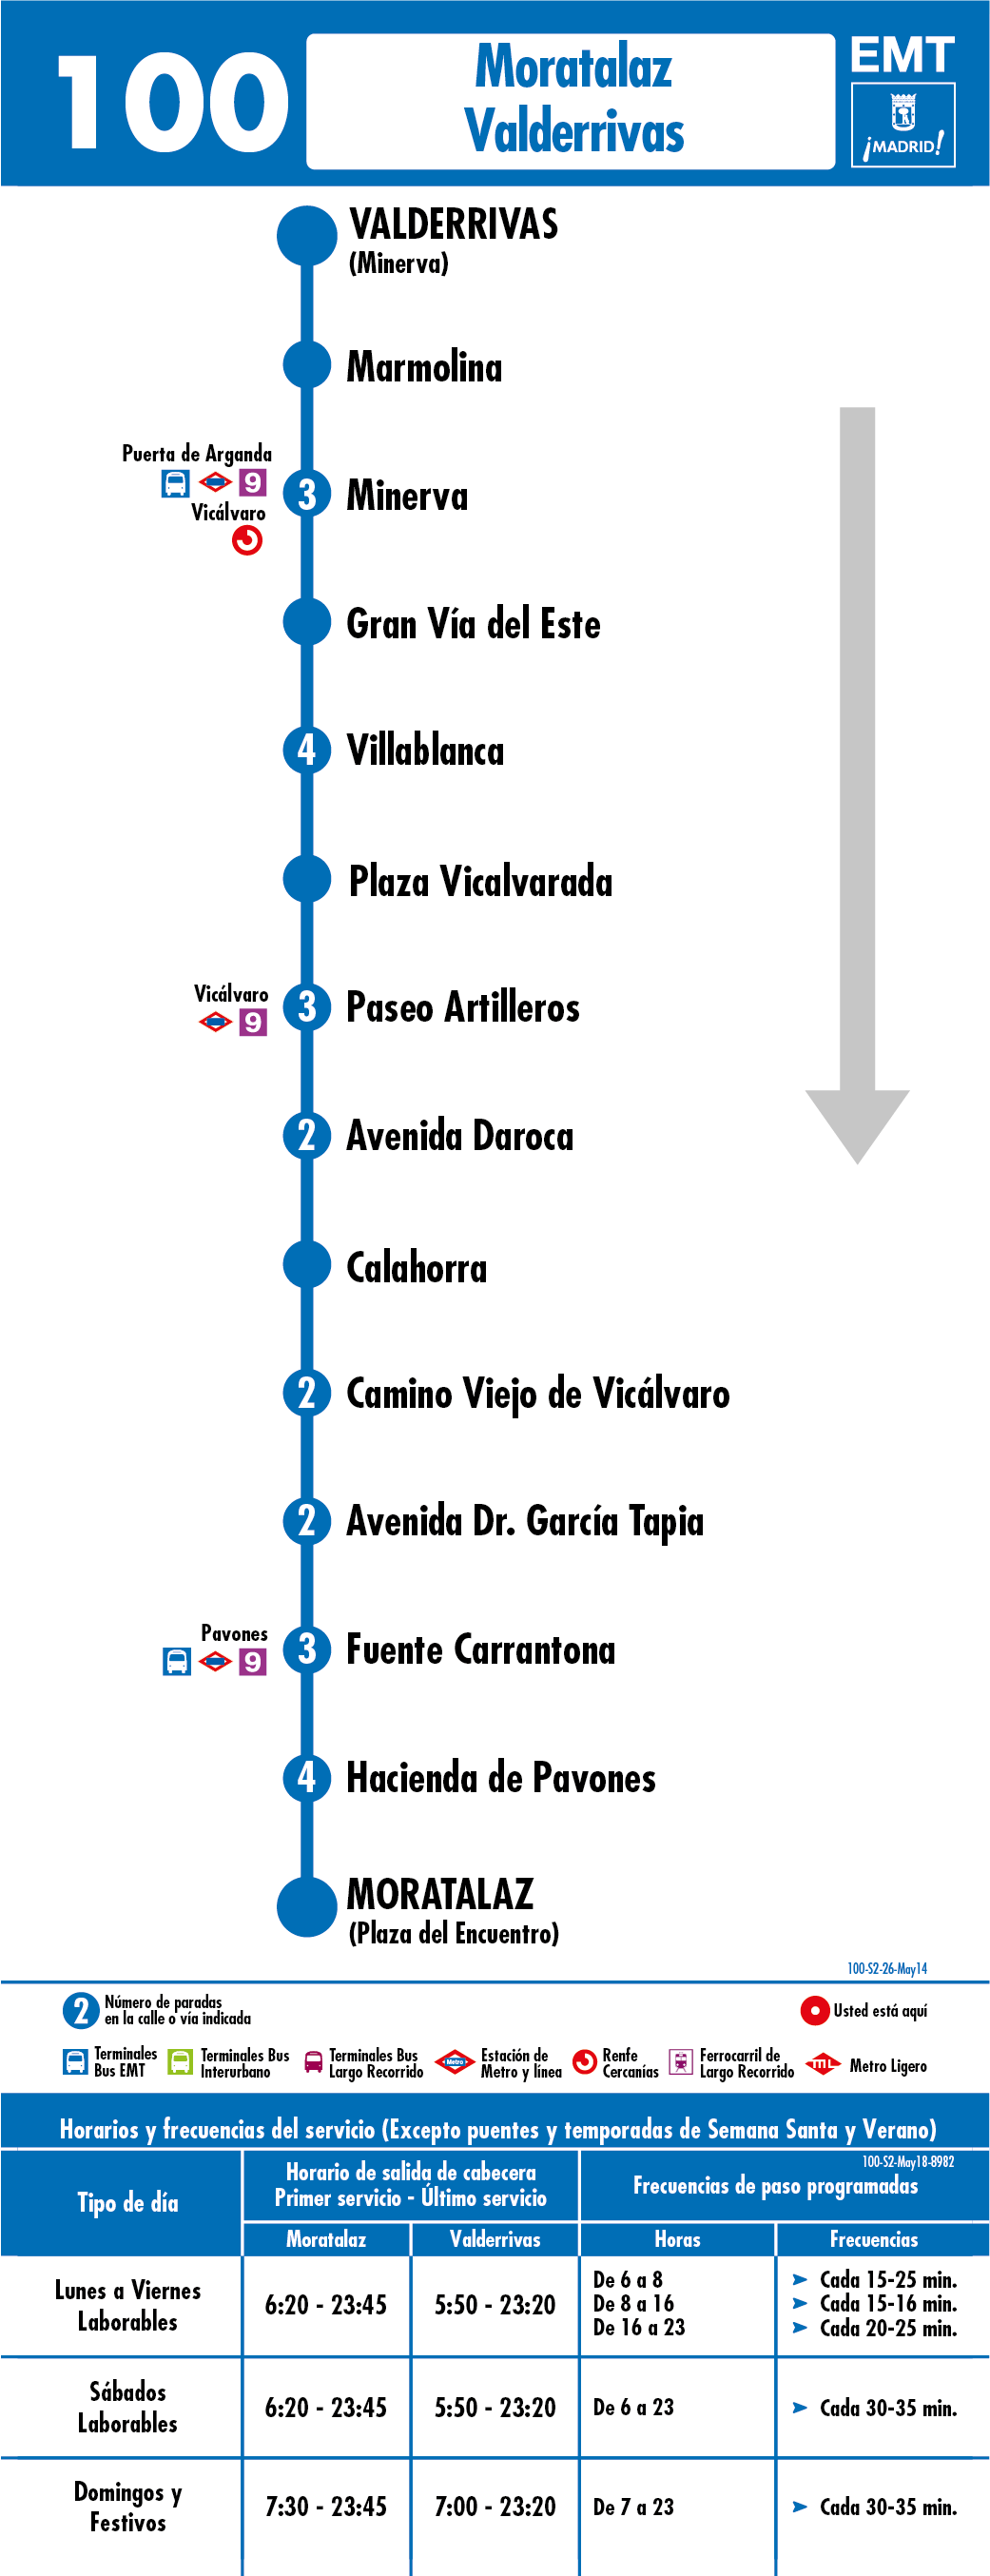 100
Moratalaz
Valderrivas
EMT
¡MADRID!
VALDERRIVAS
(Minerva)
Marmolina
Puerta de Arganda
9
Vicálvaro
3
Minerva
Gran Vía del Este
4
Villablanca
Plaza Vicalvarada
Vicálvaro
9
3
Paseo Artilleros
2
Avenida Daroca
Calahorra
2
Camino Viejo de Vicálvaro
2
Avenida Dr. García Tapia
Pavones
9
3
Fuente Carrantona
4
Hacienda de Pavones
MORATALAZ
(Plaza del Encuentro)
100-S2-26-May14
2
Número de paradas
en la calle o vía indicada
Usted está aquí
Terminales
Bus EMT
Terminales Bus
Interurbano
Terminales Bus
Largo Recorrido
Metro
Estación de
Metro y línea
Renfe
Cercanías
Ferrocarril de
Largo Recorrido
ML
Metro Ligero
Horarios y frecuencias del servicio (Excepto puentes y temporadas de Semana Santa y Verano)
100-S2-May18-8982
Tipo de día
Horario de salida de cabecera
Primer servicio - Último servicio
Frecuencias de paso programadas
Moratalaz
Valderrivas
Horas
Frecuencias
Lunes a Viernes
Laborables
6:20 - 23:45
5:50 - 23:20
De 6 a 8
Cada 15-25 min.
De 8 a 16
Cada 15-16 min.
De 16 a 23
Cada 20-25 min.
Sábados
Laborables
6:20 - 23:45
5:50 - 23:20
De 6 a 23
Cada 30-35 min.
Domingos y
Festivos
7:30 - 23:45
7:00 - 23:20
De 7 a 23
Cada 30-35 min.